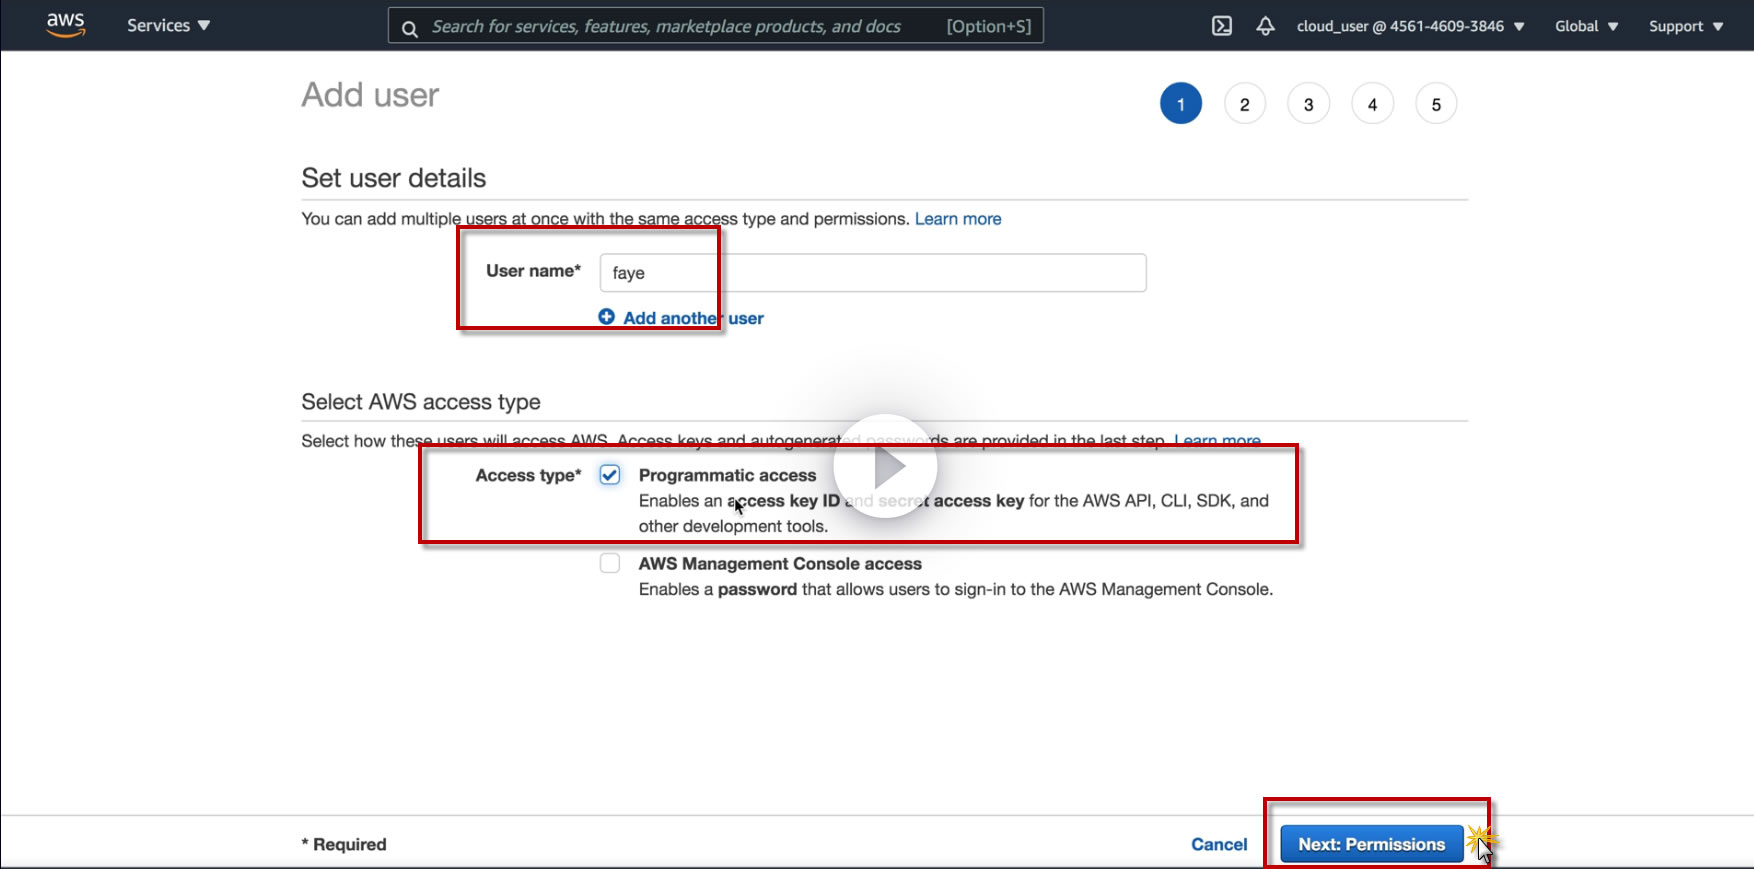 aws
Services
Search for services, features, marketplace products, and docs [Option+S]
cloud_user @ 4561-4609-3846
Global
Support
Add user
1 2 3 4 5
Set user details
You can add multiple users at once with the same access type and permissions. Learn more
User name* faye
Add another user
Select AWS access type
Select how these users will access AWS. Access keys and autogenerated passwords are provided in the last step. Learn more
Access type* Programmatic access
Enables an access key ID and secret access key for the AWS API, CLI, SDK, and
other development tools.
AWS Management Console access
Enables a password that allows users to sign-in to the AWS Management Console.
* Required
Cancel
Next: Permissions